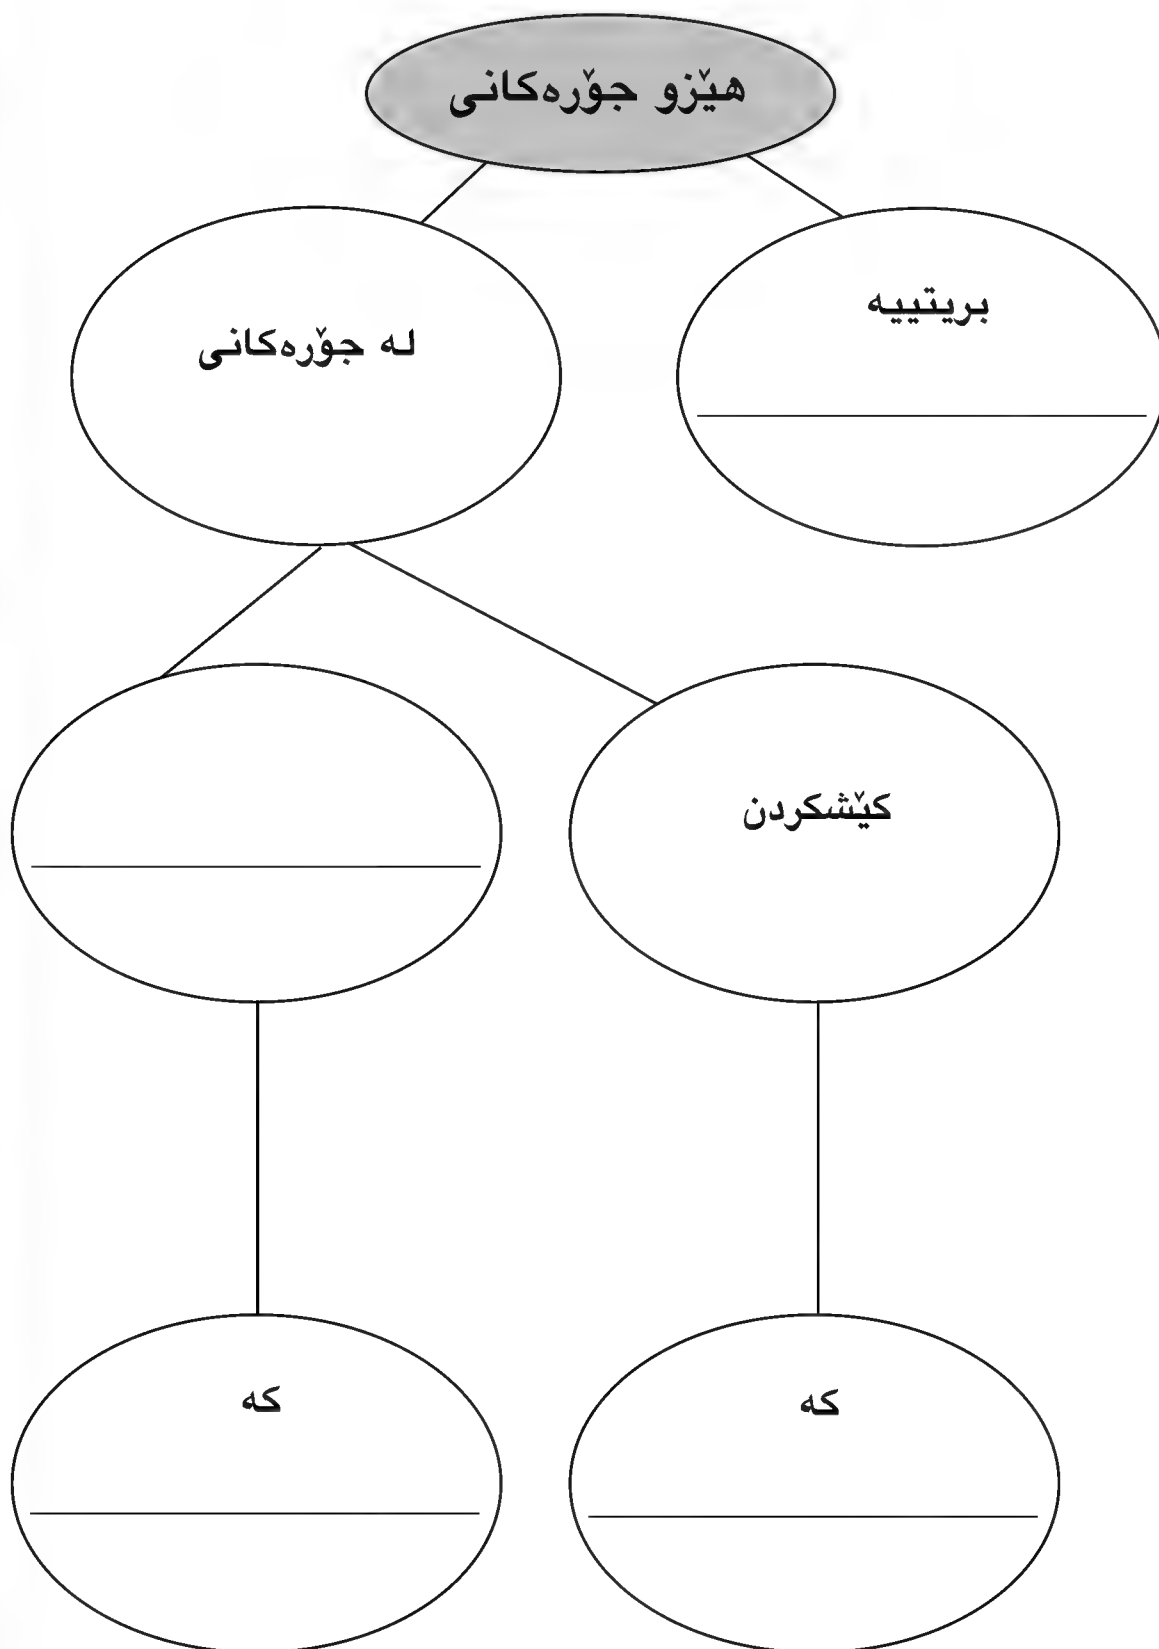 هێزو جۆرەکانی
بریتییە
لە جۆرەکانی
کێشکردن
کە
کە